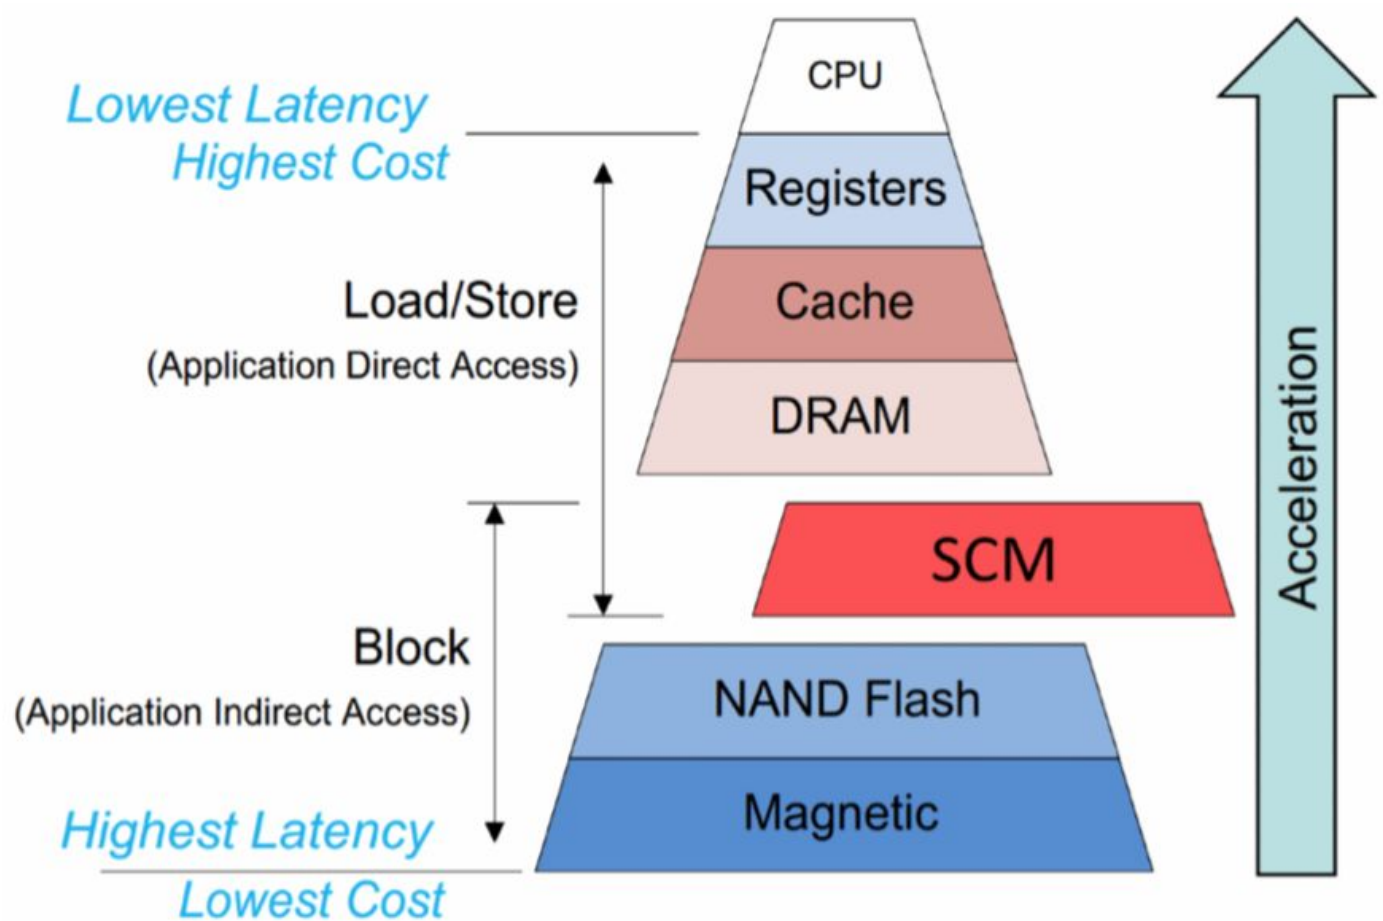 CPU
Lowest Latency
Highest Cost
Registers
Load/Store
(Application Direct Access)
Cache
DRAM
SCM
Block
(Application Indirect Access)
NAND Flash
Magnetic
Highest Latency
Lowest Cost
Acceleration